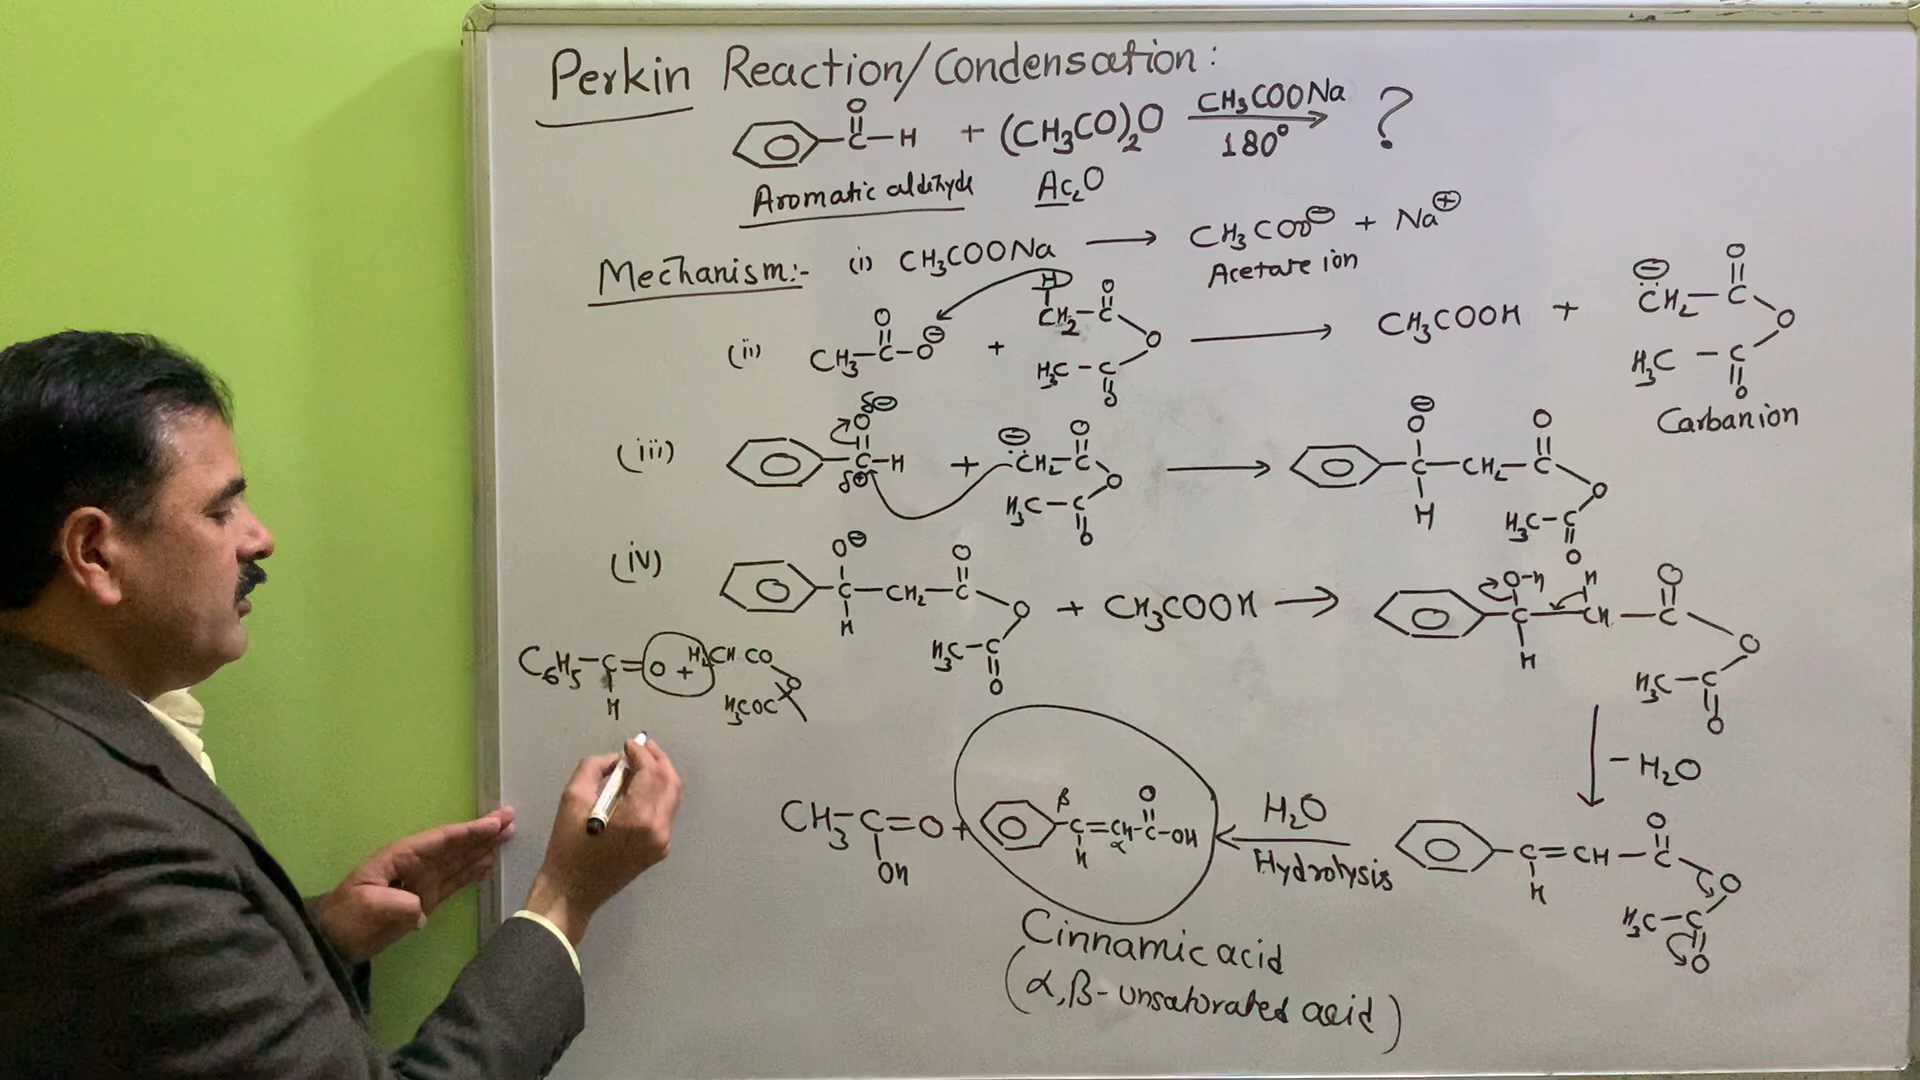 Perkin Reaction/Condensation:
O
C-H + (CH3CO)2O CH3COONa 180° ?
Aromatic aldehyde Ac2O
Mechanism:- (i) CH3COONa → CH3COO⊖ + Na⊕
Acetate ion
(ii) CH3-C-O⊖ + H CH2-C O → CH3COOH + ⊖CH2-C O
O O H3C-C O H3C-C O
Carbanion
(iii) δ⊖ O C-H δ⊕ + ⊖CH2-C O O H3C-C O → ⊖ O C-CH2-C O O H H3C-C O
(iv) O⊖ C-CH2-C O O H H3C-C O + CH3COOH → O-H H C-CH-C O O H H3C-C O
C6H5-C=O + H2CH CO O
H H3COC
-H2O
CH3-C=O + β C=CH-C-OH α O H ← H2O Hydrolysis C=CH-C O O
OH H H3C-C O
Cinnamic acid
(α,β-unsaturated acid)